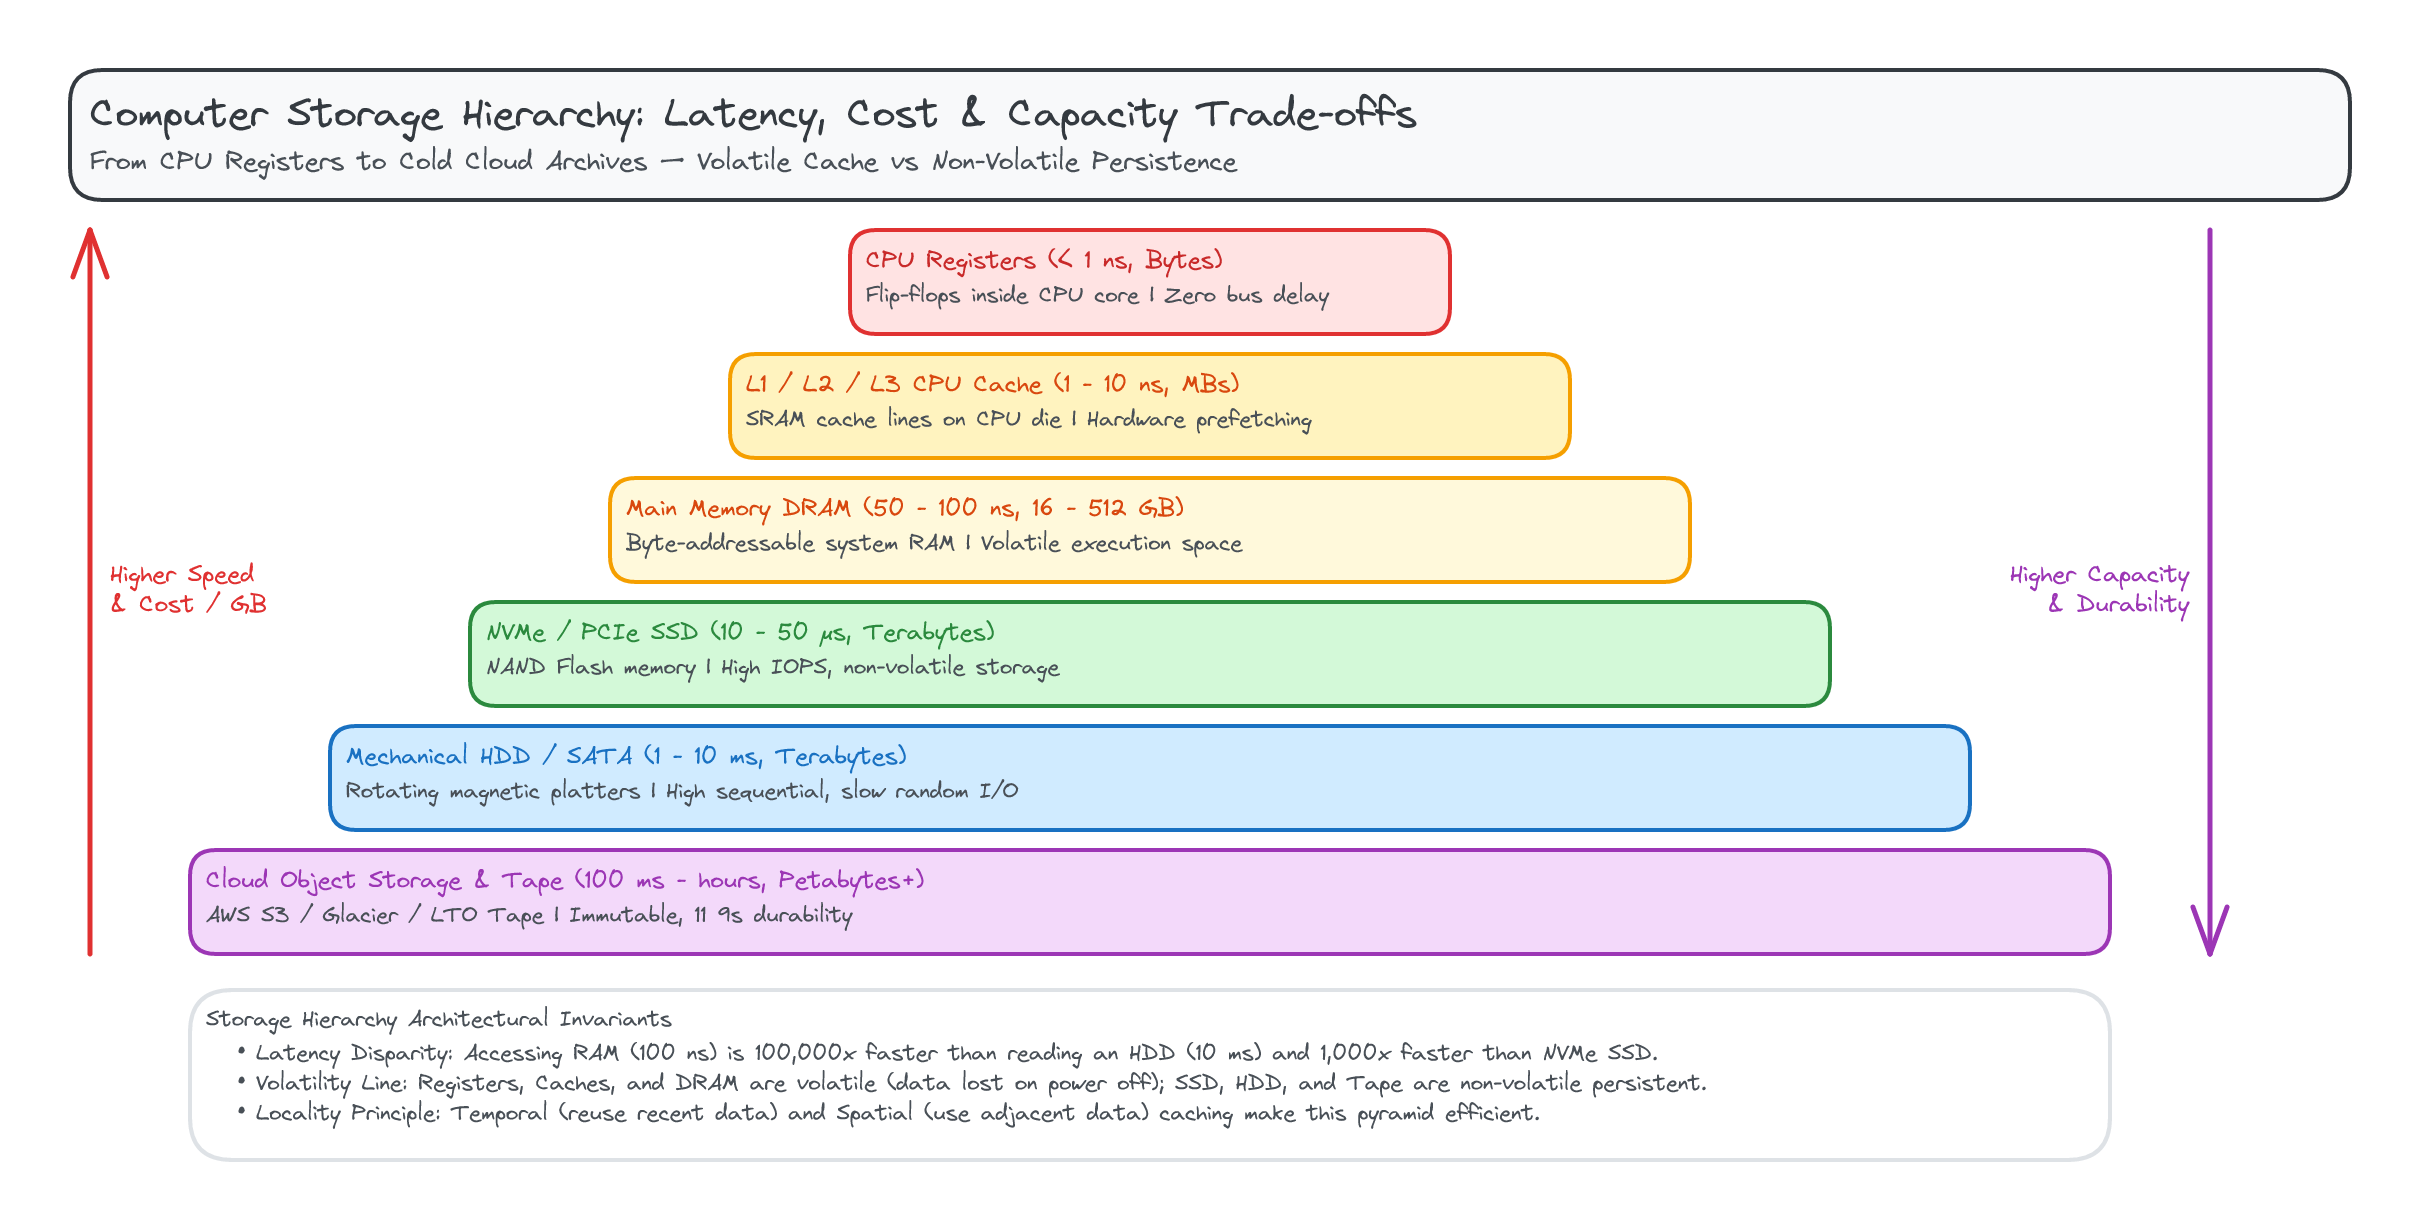 Computer Storage Hierarchy: Latency, Cost & Capacity Trade-offs
From CPU Registers to Cold Cloud Archives — Volatile Cache vs Non-Volatile Persistence
CPU Registers (< 1 ns, Bytes)
Flip-flops inside CPU core | Zero bus delay
L1 / L2 / L3 CPU Cache (1 - 10 ns, MBs)
SRAM cache lines on CPU die | Hardware prefetching
Main Memory DRAM (50 - 100 ns, 16 - 512 GB)
Byte-addressable system RAM | Volatile execution space
Higher Speed
& Cost / GB
Higher Capacity
& Durability
NVMe / PCIe SSD (10 - 50 µs, Terabytes)
NAND Flash memory | High IOPS, non-volatile storage
Mechanical HDD / SATA (1 - 10 ms, Terabytes)
Rotating magnetic platters | High sequential, slow random I/O
Cloud Object Storage & Tape (100 ms - hours, Petabytes+)
AWS S3 / Glacier / LTO Tape | Immutable, 11 9s durability
Storage Hierarchy Architectural Invariants
• Latency Disparity: Accessing RAM (100 ns) is 100,000x faster than reading an HDD (10 ms) and 1,000x faster than NVMe SSD.
• Volatility Line: Registers, Caches, and DRAM are volatile (data lost on power off); SSD, HDD, and Tape are non-volatile persistent.
• Locality Principle: Temporal (reuse recent data) and Spatial (use adjacent data) caching make this pyramid efficient.